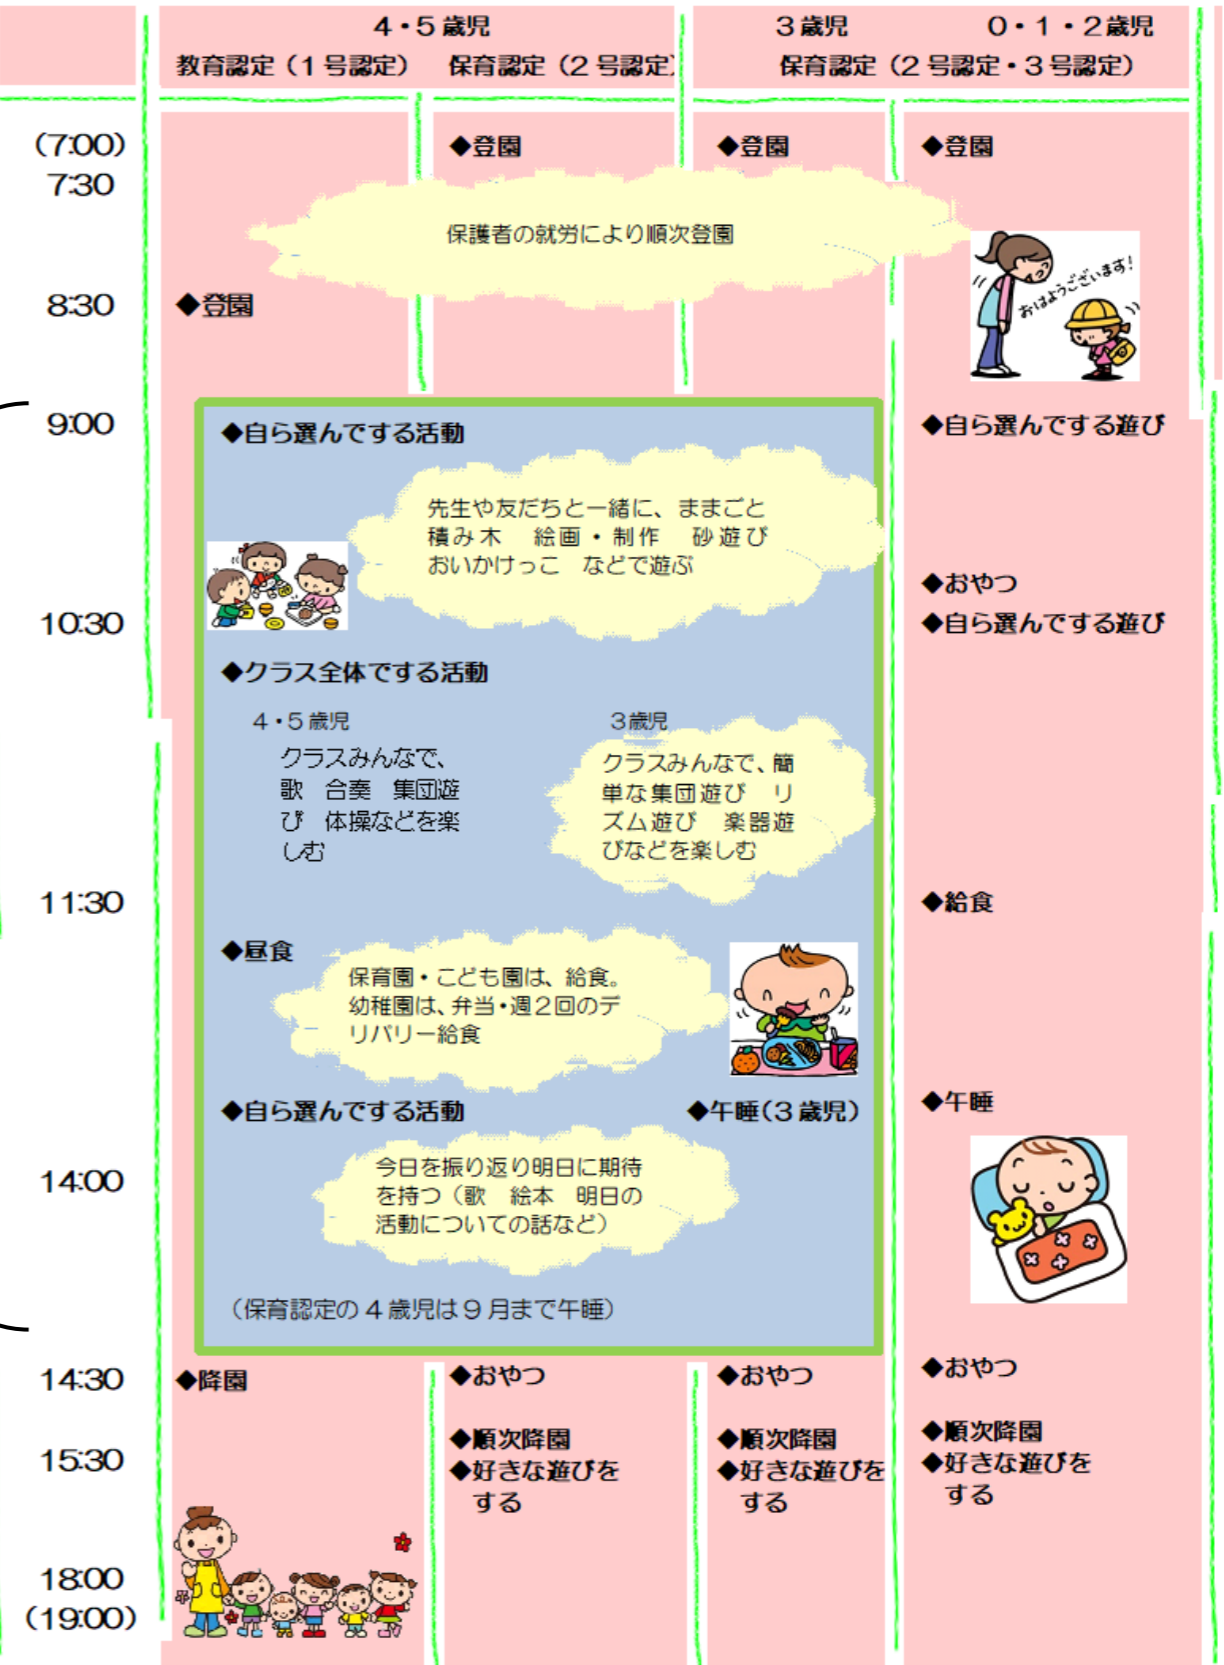 4・5歳児
3歳児 0・1・2歳児
教育認定（1号認定） 保育認定（2号認定）
保育認定（2号認定・3号認定）
(7:00)
◆登園
◆登園
◆登園
7:30
保護者の就労により順次登園
おはようございます!
8:30
◆登園
9:00
◆自ら選んでする活動
◆自ら選んでする遊び
先生や友だちと一緒に、ままごと
積み木 絵画・制作 砂遊び
おいかけっこ などで遊ぶ
◆おやつ
10:30
◆自ら選んでする遊び
◆クラス全体でする活動
4・5歳児
クラスみんなで、
歌 合奏 集団遊
び 体操などを楽
しむ
3歳児
クラスみんなで、簡
単な集団遊び リ
ズム遊び 楽器遊
びなどを楽しむ
11:30
◆給食
◆昼食
保育園・こども園は、給食。
幼稚園は、弁当・週2回のデ
リバリー給食
◆自ら選んでする活動
◆午睡(3歳児)
◆午睡
14:00
今日を振り返り明日に期待
を持つ（歌 絵本 明日の
活動についての話など）
（保育認定の4歳児は9月まで午睡）
14:30
◆降園
◆おやつ
◆おやつ
◆おやつ
15:30
◆順次降園
◆好きな遊びを
する
◆順次降園
◆好きな遊びを
する
◆順次降園
◆好きな遊びを
する
18:00
(19:00)